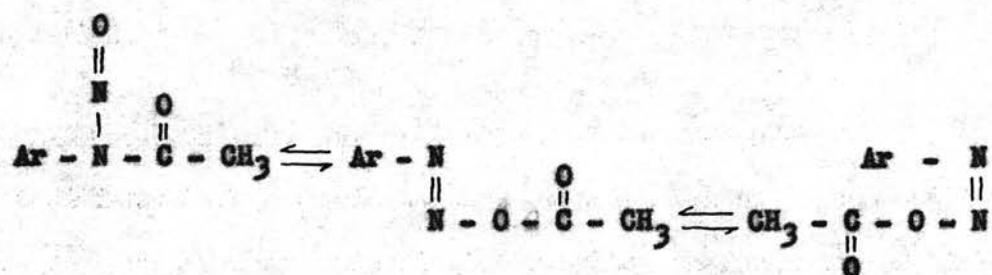 O
||
N
| O
| ||
Ar - N - C - CH3 ⇌ Ar - N Ar - N
|| O ||
|| || ||
N - O - C - CH3 ⇌ CH3 - C - O - N
||
O